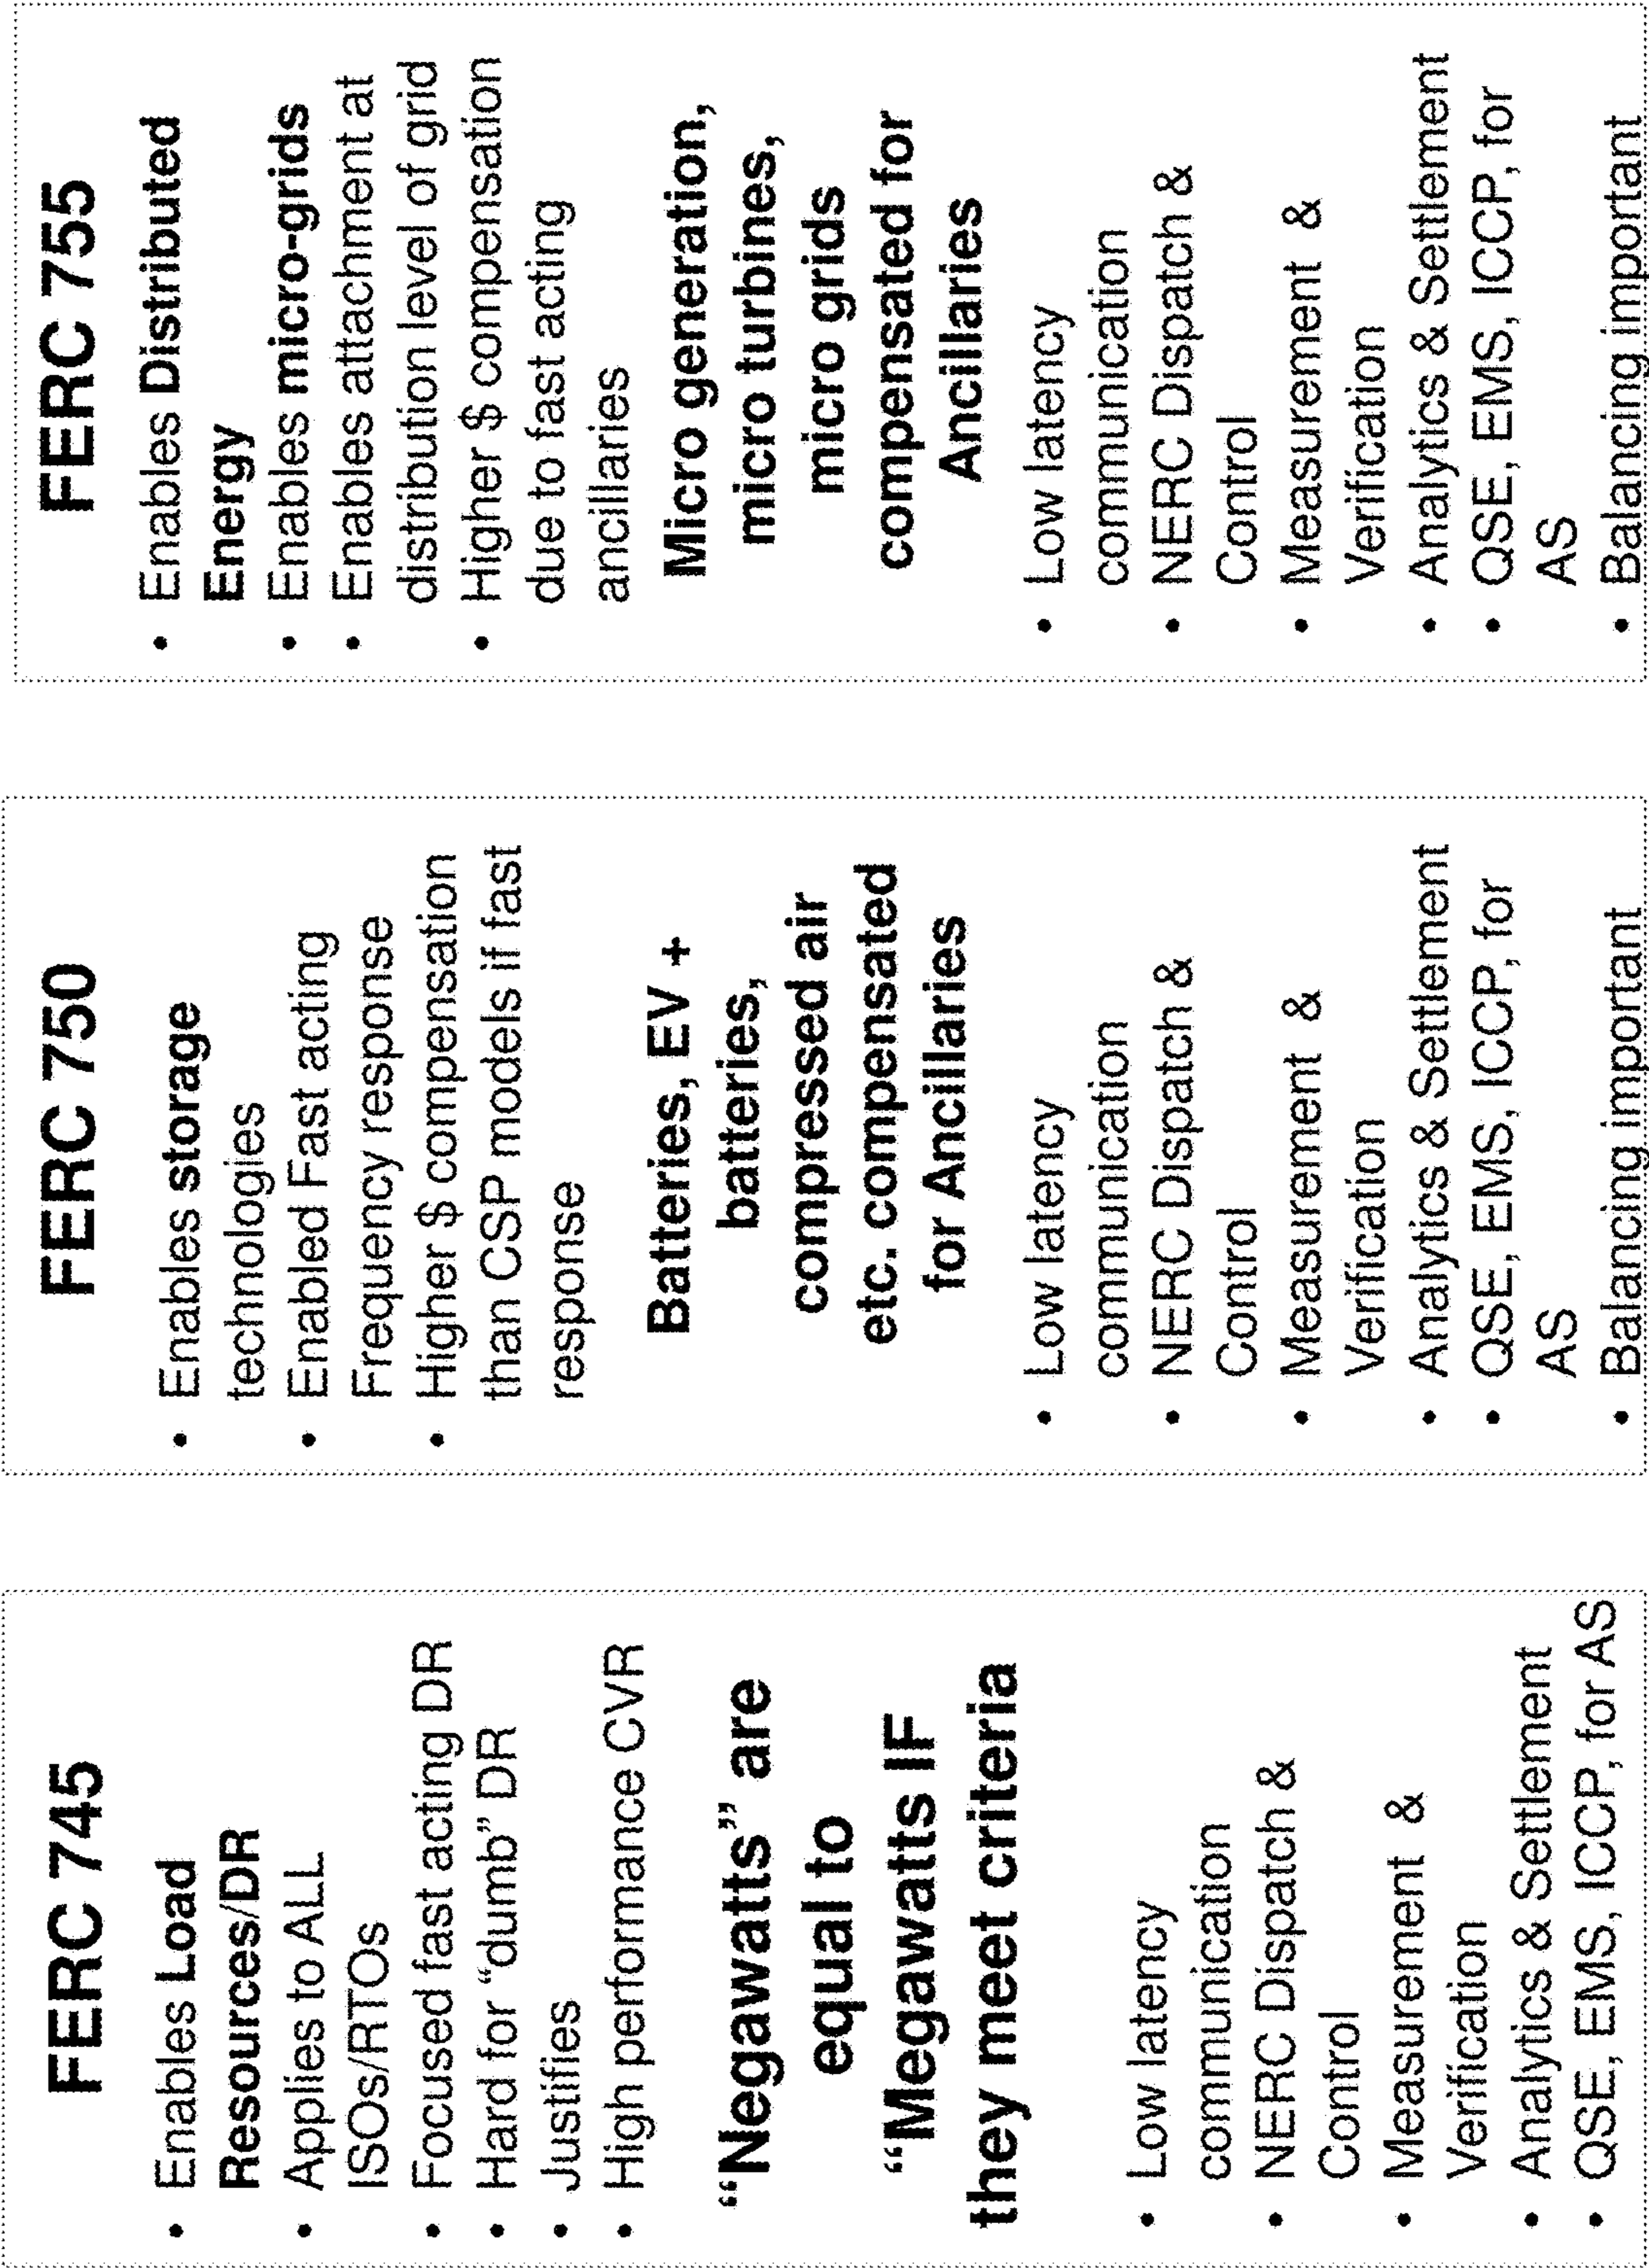 FERC 745
• Enables Load
Resources/DR
• Applies to ALL
ISOs/RTOs
• Focused fast acting DR
• Hard for “dumb” DR
• Justifies
• High performance CVR
“Negawatts” are
equal to
“Megawatts IF
they meet criteria
• Low latency
communication
• NERC Dispatch &
Control
• Measurement &
Verification
• Analytics & Settlement
• QSE, EMS, ICCP, for AS
FERC 750
• Enables storage
technologies
• Enabled Fast acting
Frequency response
• Higher $ compensation
than CSP models if fast
response
Batteries, EV +
batteries,
compressed air
etc. compensated
for Ancillaries
• Low latency
communication
• NERC Dispatch &
Control
• Measurement &
Verification
• Analytics & Settlement
• QSE, EMS, ICCP, for
AS
• Balancing important
FERC 755
• Enables Distributed
Energy
• Enables micro-grids
• Enables attachment at
distribution level of grid
• Higher $ compensation
due to fast acting
ancillaries
Micro generation,
micro turbines,
micro grids
compensated for
Ancillaries
• Low latency
communication
• NERC Dispatch &
Control
• Measurement &
Verification
• Analytics & Settlement
• QSE, EMS, ICCP, for
AS
• Balancing important